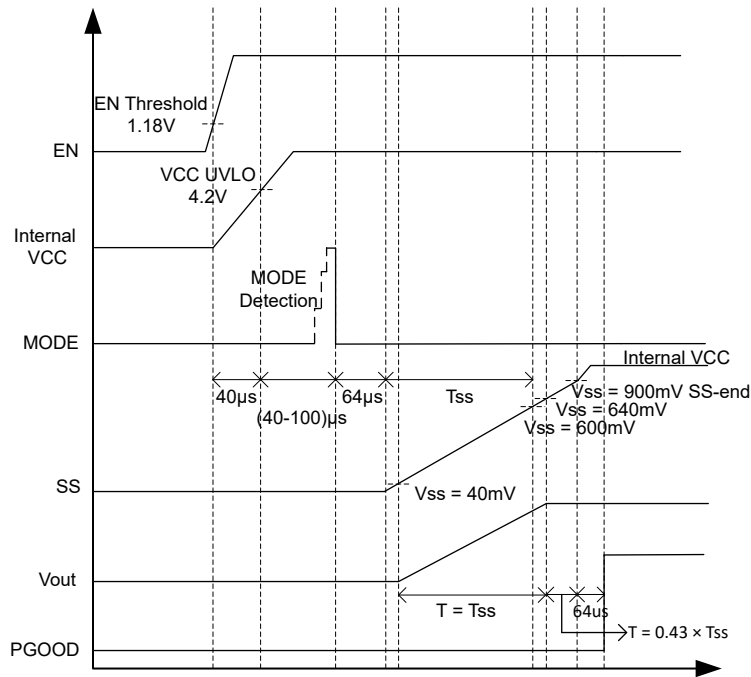 EN Threshold
1.18V
EN
VCC UVLO
4.2V
Internal
VCC
MODE
Detection
MODE
Internal VCC
40µs
64µs
Tss
(40-100)µs
Vss = 900mV SS-end
Vss = 640mV
Vss = 600mV
SS
Vss = 40mV
Vout
T = Tss
64us
T = 0.43 × Tss
PGOOD